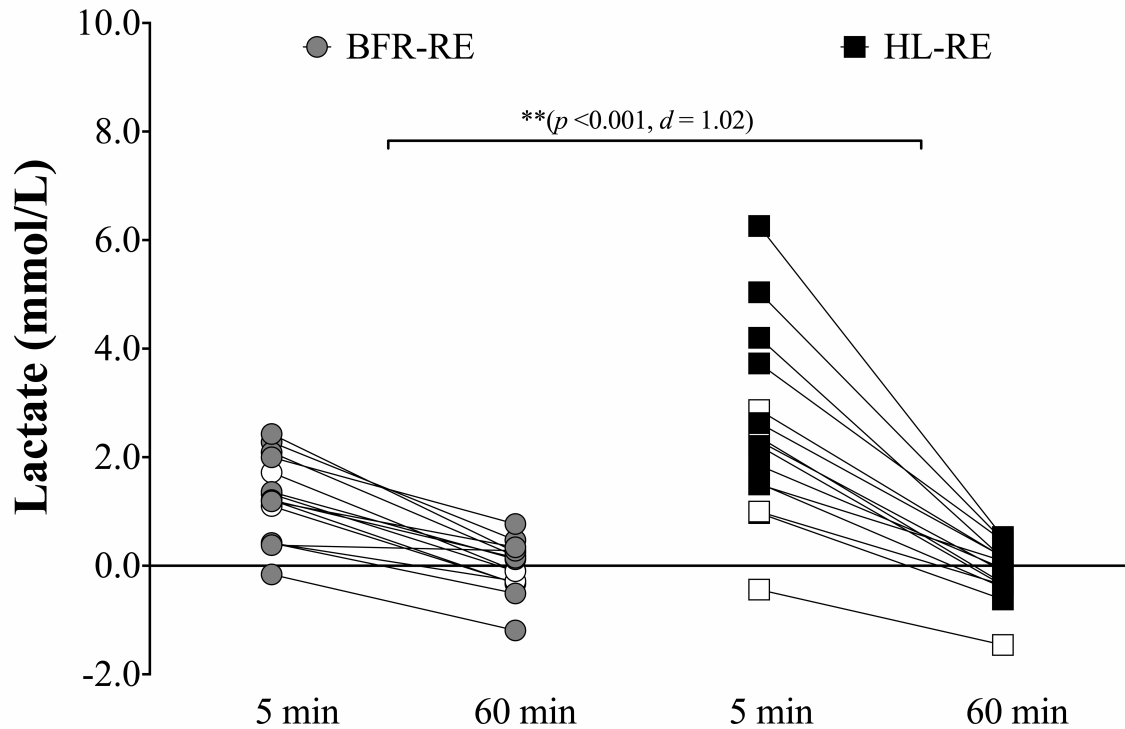 10.0
BFR-RE
HL-RE
**(p <0.001, d = 1.02)
8.0
6.0
4.0
2.0
0.0
-2.0
Lactate (mmol/L)
5 min
60 min
5 min
60 min